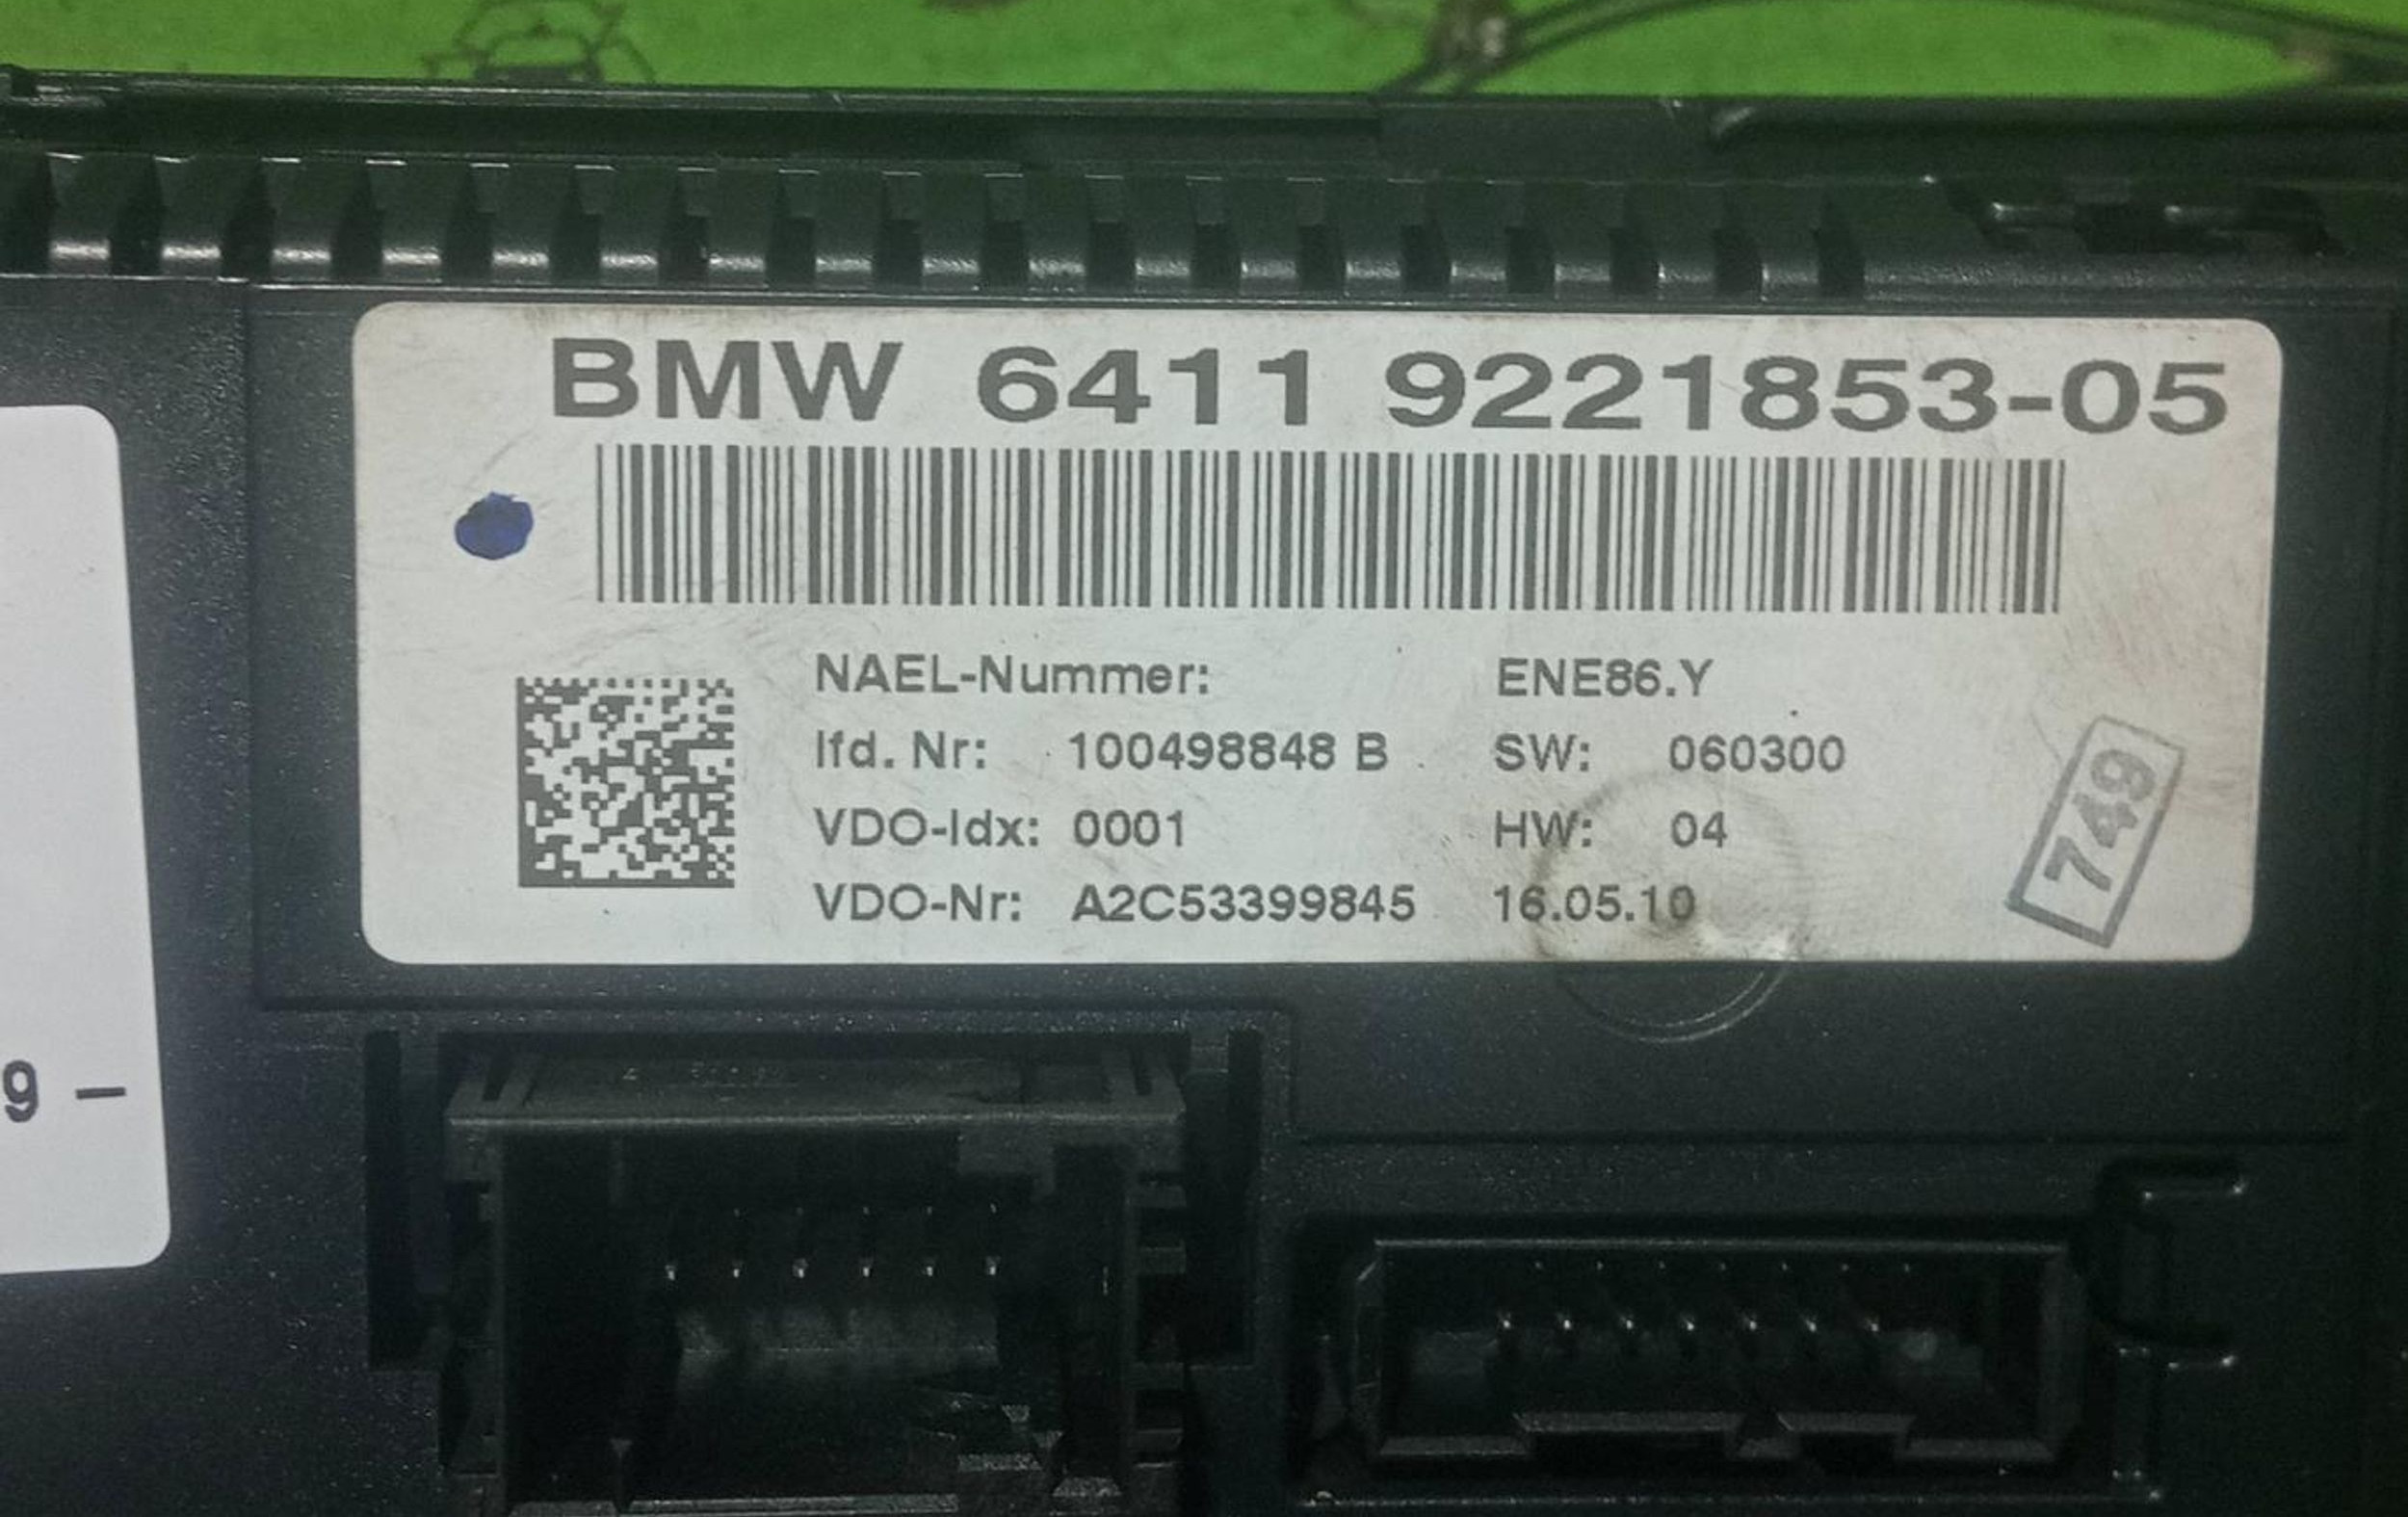 BMW 6411 9221853-05
NAEL-Nummer: ENE86.Y
lfd. Nr: 100498848 B SW: 060300
VDO-Idx: 0001 HW: 04
VDO-Nr: A2C53399845 16.05.10
749
9 –